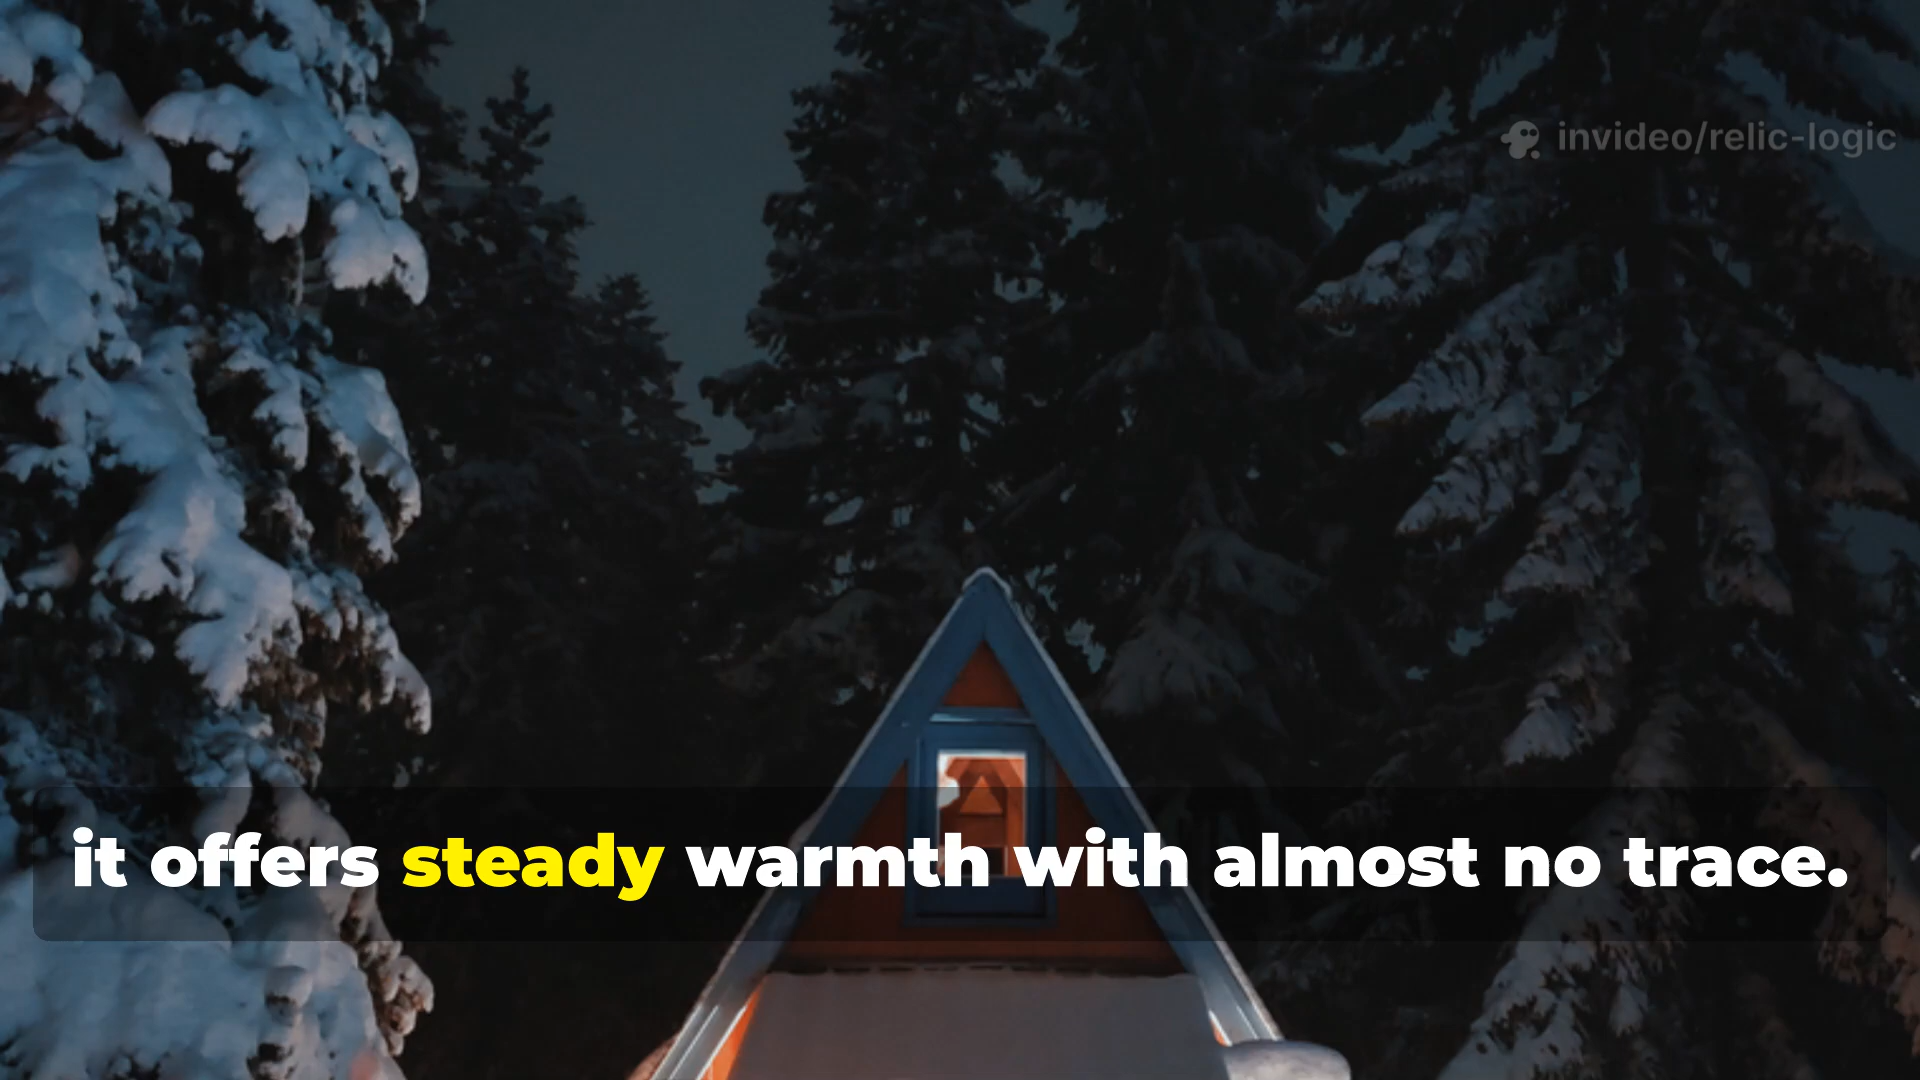 invideo/relic-logic
it offers steady warmth with almost no trace.